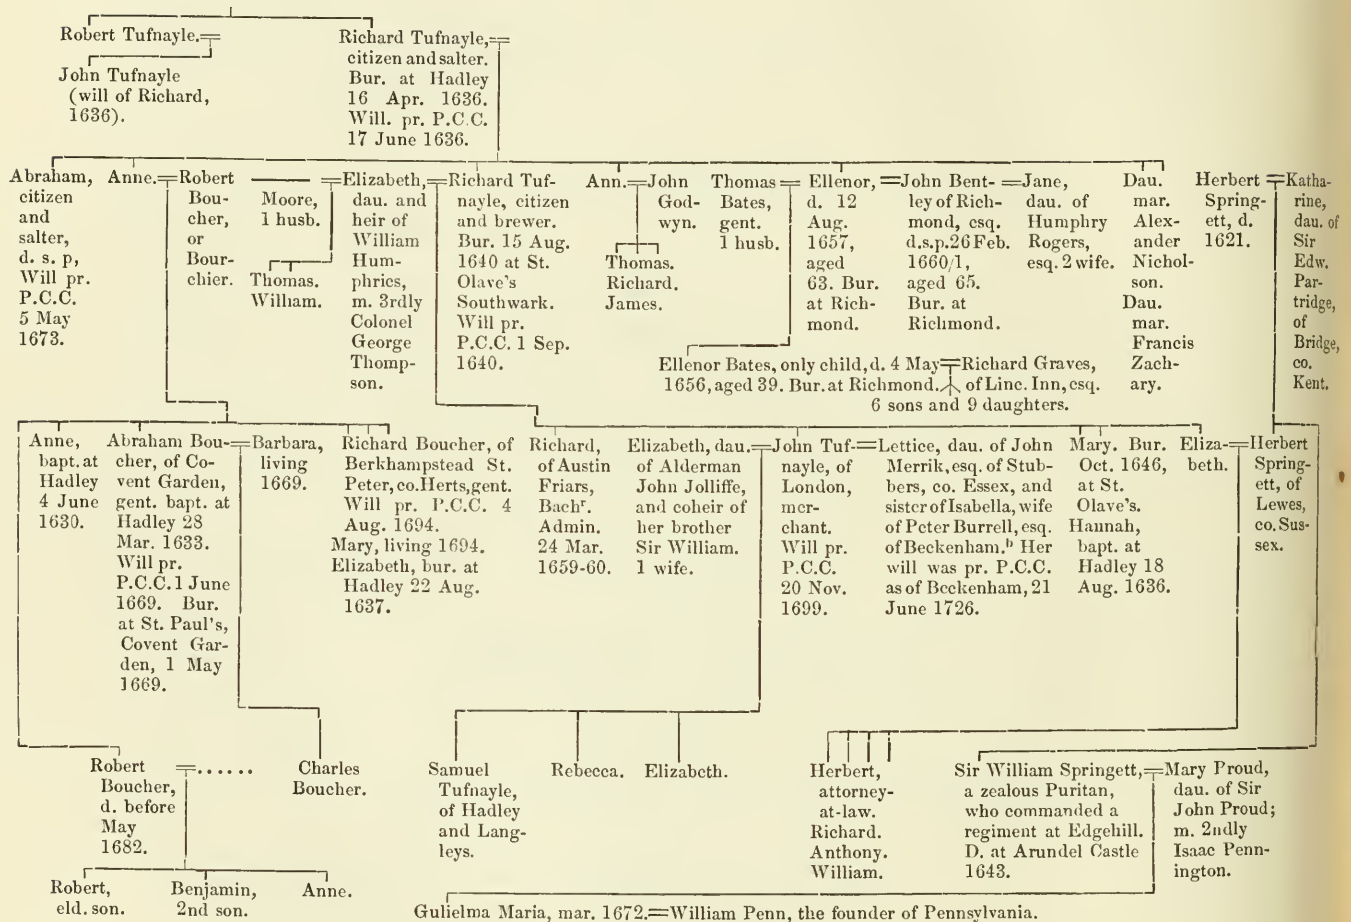 Robert Tufnayle.
John Tufnayle
(will of Richard,
1636).
Richard Tufnayle,
citizen and salter.
Bur. at Hadley
16 Apr. 1636.
Will. pr. P.C.C.
17 June 1636.
Abraham,
citizen
and
salter,
d. s. p,
Will pr.
P.C.C.
5 May
1673.
Anne.
Robert
Bou-
cher,
or
Bour-
chier.
Moore,
1 husb.
Thomas.
William.
Elizabeth,
dau. and
heir of
William
Hum-
phrics,
m. 3rdly
Colonel
George
Thomp-
son.
Richard Tuf-
nayle, citizen
and brewer.
Bur. 15 Aug.
1640 at St.
Olave's
Southwark.
Will pr.
P.C.C. 1 Sep.
1640.
Ann.
John
God-
wyn.
Thomas.
Richard.
James.
Thomas
Bates,
gent.
1 husb.
Ellenor,
d. 12
Aug.
1657,
aged
63. Bur.
at Rich-
mond.
John Bent-
ley of Rich-
mond, esq.
d.s.p. 26 Feb.
1660/1,
aged 65.
Bur. at
Richmond.
Jane,
dau. of
Humphry
Rogers,
esq. 2 wife.
Dau.
mar.
Alex-
ander
Nichol-
son.
Dau.
mar.
Francis
Zach-
ary.
Herbert
Spring-
ett, d.
1621.
Katha-
rine,
dau. of
Sir
Edw.
Par-
tridge,
of
Bridge,
co.
Kent.
Ellenor Bates, only child, d. 4 May
1656, aged 39. Bur. at Richmond.
Richard Graves,
of Linc. Inn, esq.
6 sons and 9 daughters.
Anne,
bapt. at
Hadley
4 June
1630.
Abraham Bou-
cher, of Co-
vent Garden,
gent. bapt. at
Hadley 28
Mar. 1633.
Will pr.
P.C.C. 1 June
1669. Bur.
at St. Paul's,
Covent Gar-
den, 1 May
1669.
Barbara,
living
1669.
Richard Boucher, of
Berkhampstead St.
Peter, co. Herts, gent.
Will pr. P.C.C. 4
Aug. 1694.
Mary, living 1694.
Elizabeth, bur. at
Hadley 22 Aug.
1637.
Richard,
of Austin
Friars,
Bachr.
Admin.
24 Mar.
1659-60.
Elizabeth, dau.
of Alderman
John Jolliffe,
and coheir of
her brother
Sir William.
1 wife.
John Tuf-
nayle, of
London,
mer-
chant.
Will pr.
P.C.C.
20 Nov.
1699.
Lettice, dau. of John
Merrik, esq. of Stub-
bers, co. Essex, and
sister of Isabella, wife
of Peter Burrell, esq.
of Beckenham.h Her
will was pr. P.C.C.
as of Beckenham, 21
June 1726.
Mary. Bur.
Oct. 1646,
at St.
Olave's.
Hannah,
bapt. at
Hadley 18
Aug. 1636.
Eliza-
beth.
Herbert
Spring-
ett, of
Lewes,
co. Sus-
sex.
Robert
Boucher,
d. before
May
1682.
......
Charles
Boucher.
Samuel
Tufnayle,
of Hadley
and Lang-
leys.
Rebecca.
Elizabeth.
Herbert,
attorney-
at-law.
Richard.
Anthony.
William.
Sir William Springett,
a zealous Puritan,
who commanded a
regiment at Edgehill.
D. at Arundel Castle
1643.
Mary Proud,
dau. of Sir
John Proud;
m. 2ndly
Isaac Penn-
ington.
Robert,
eld. son.
Benjamin,
2nd son.
Anne.
Gulielma Maria, mar. 1672.=William Penn, the founder of Pennsylvania.